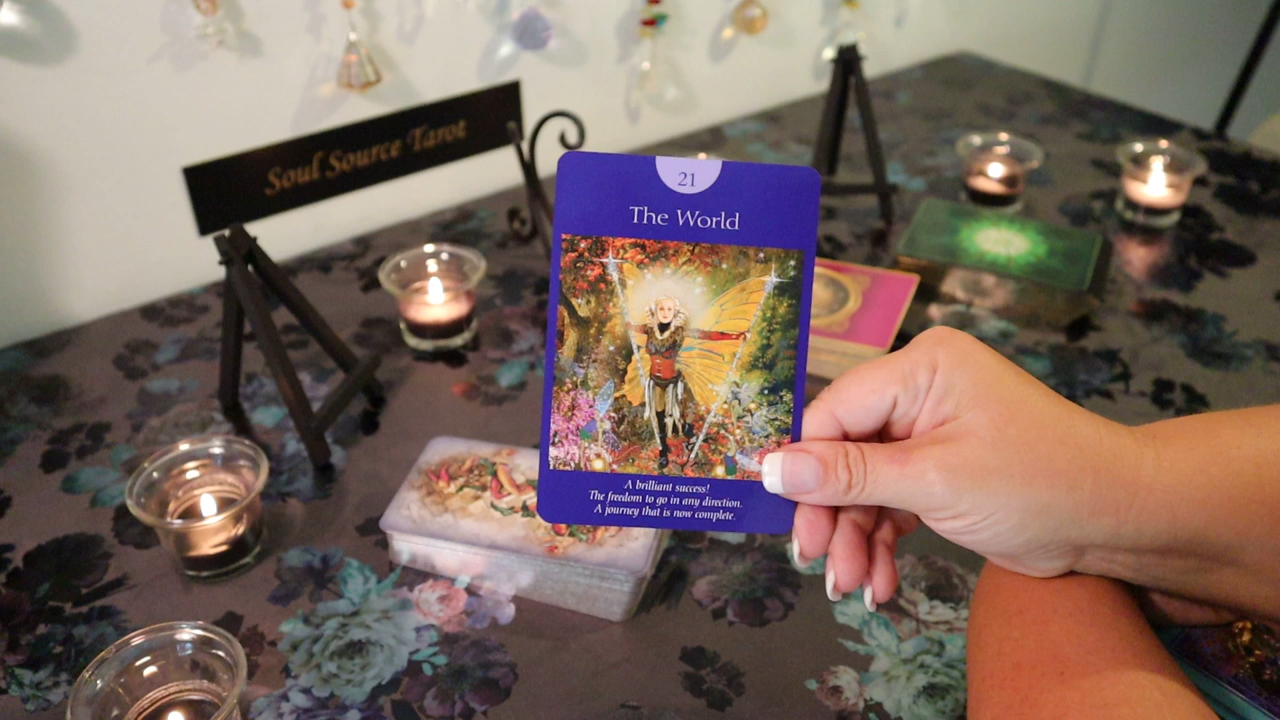 Soul Source Tarot
21
The World
A brilliant success!
The freedom to go in any direction.
A journey that is now complete.